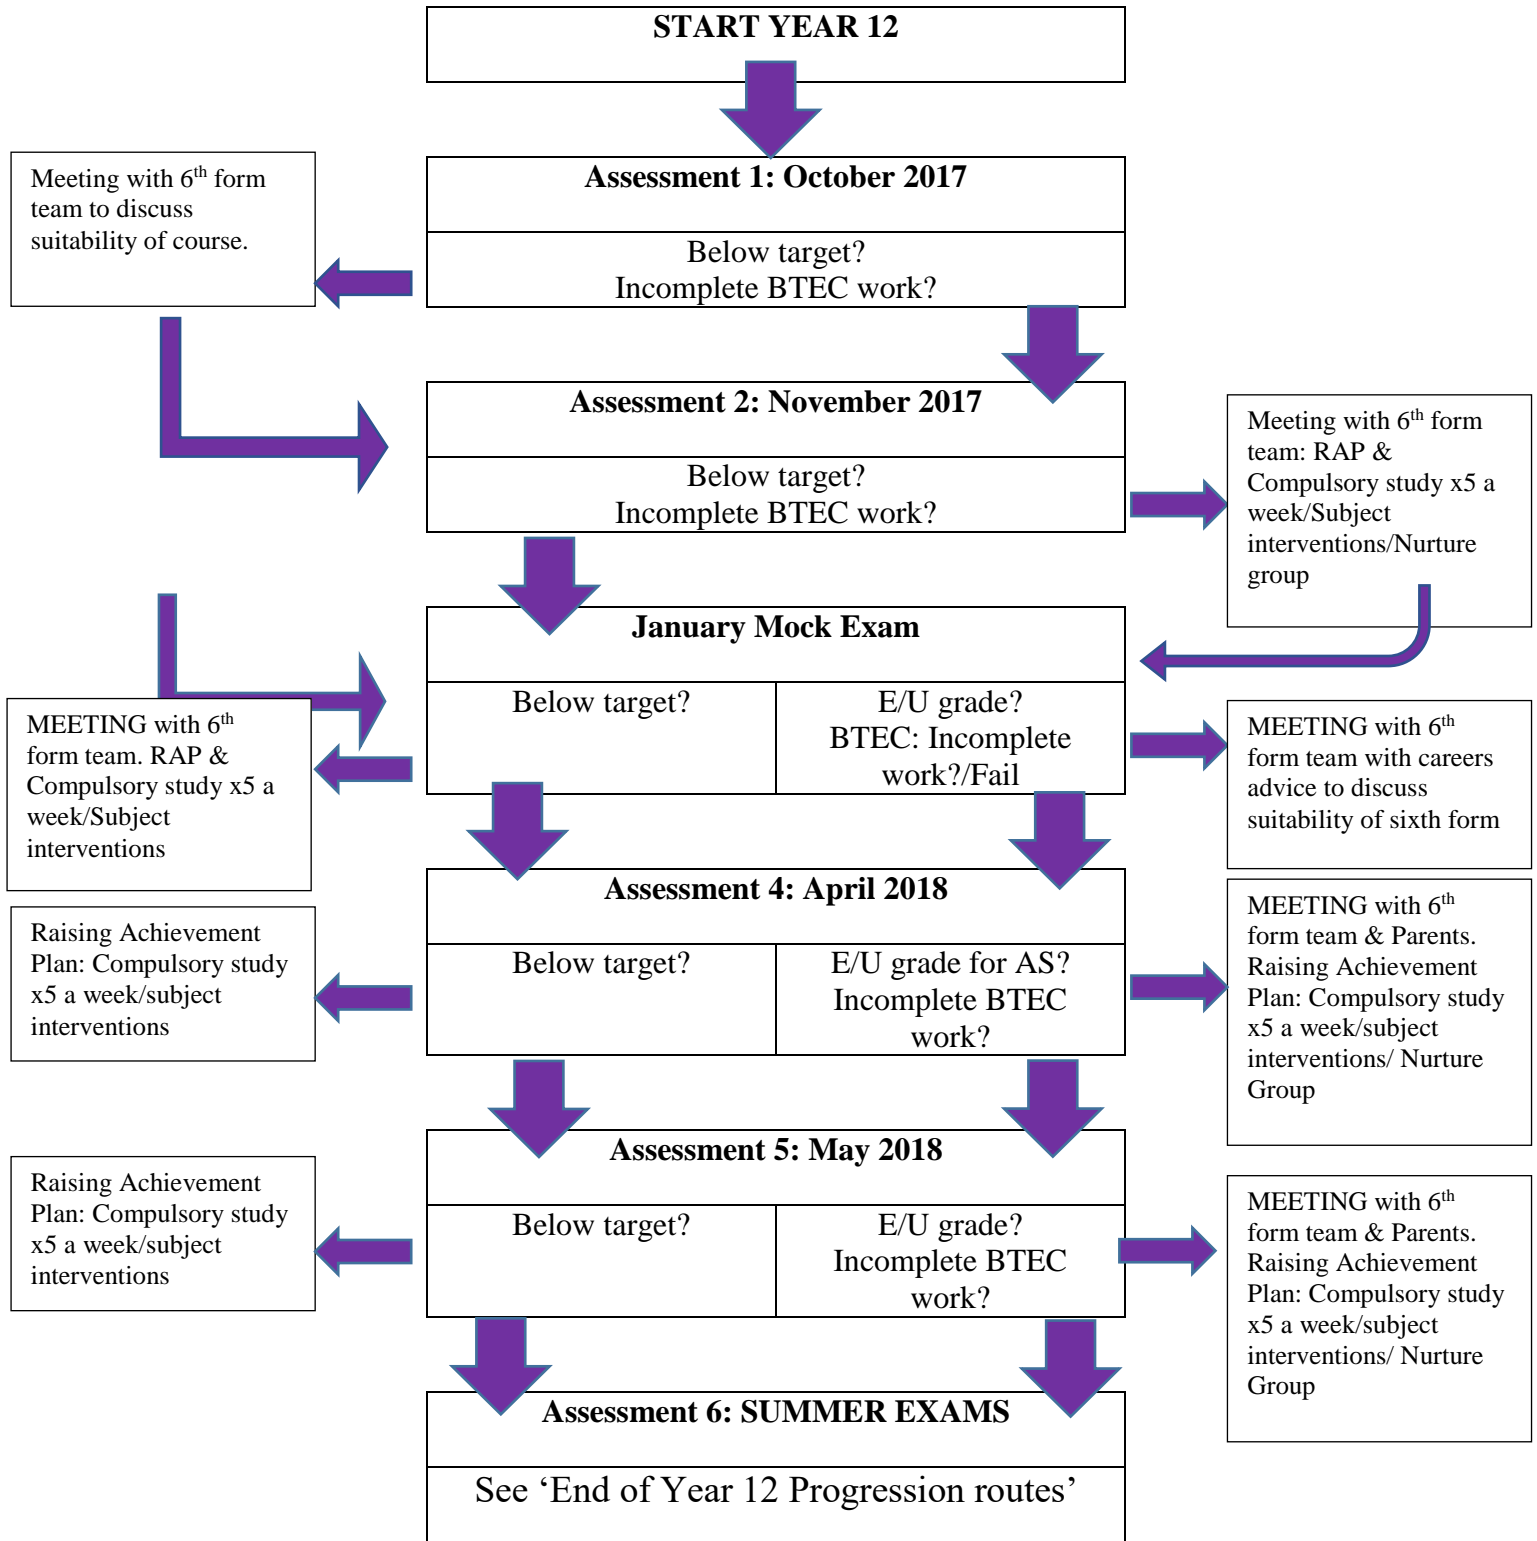 START YEAR 12
Assessment 1: October 2017
Meeting with 6th form
team to discuss
suitability of course.
Below target?
Incomplete BTEC work?
Assessment 2: November 2017
Below target?
Incomplete BTEC work?
Meeting with 6th form
team: RAP &
Compulsory study x5 a
week/Subject
interventions/Nurture
group
January Mock Exam
Below target?
E/U grade?
BTEC: Incomplete
work?/Fail
MEETING with 6th
form team. RAP &
Compulsory study x5 a
week/Subject
interventions
MEETING with 6th
form team with careers
advice to discuss
suitability of sixth form
Assessment 4: April 2018
Below target?
E/U grade for AS?
Incomplete BTEC
work?
Raising Achievement
Plan: Compulsory study
x5 a week/subject
interventions
MEETING with 6th
form team & Parents.
Raising Achievement
Plan: Compulsory study
x5 a week/subject
interventions/ Nurture
Group
Assessment 5: May 2018
Below target?
E/U grade?
Incomplete BTEC
work?
Raising Achievement
Plan: Compulsory study
x5 a week/subject
interventions
MEETING with 6th
form team & Parents.
Raising Achievement
Plan: Compulsory study
x5 a week/subject
interventions/ Nurture
Group
Assessment 6: SUMMER EXAMS
See ‘End of Year 12 Progression routes’